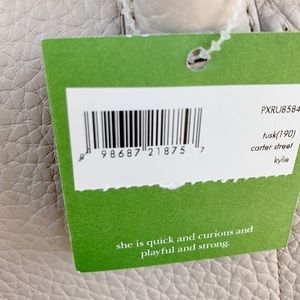 PXRU8584
tusk(190)
carter street
kylie
98687 21875 7
she is quick and curious and
playful and strong.